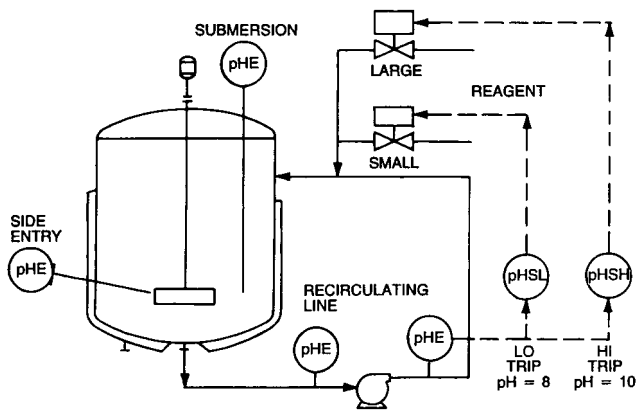 SUBMERSION
pHE
LARGE
REAGENT
SMALL
SIDE
ENTRY
pHE
RECIRCULATING
LINE
pHE
pHE
pHSL
pHSH
LO
TRIP
pH = 8
HI
TRIP
pH = 10